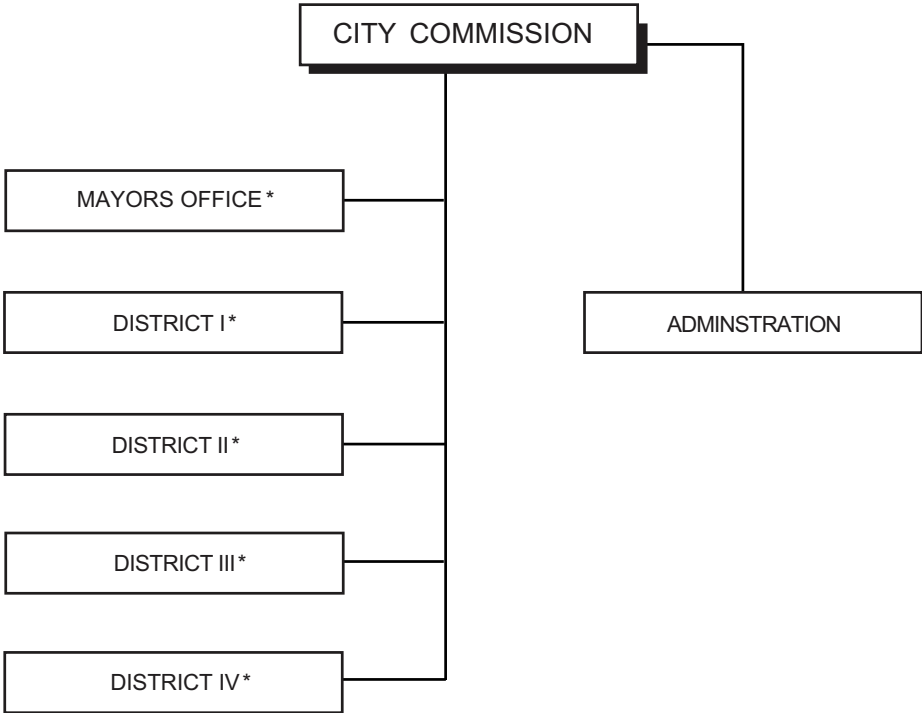 CITY COMMISSION
MAYORS OFFICE*
DISTRICT I*
ADMINSTRATION
DISTRICT II*
DISTRICT III*
DISTRICT IV*